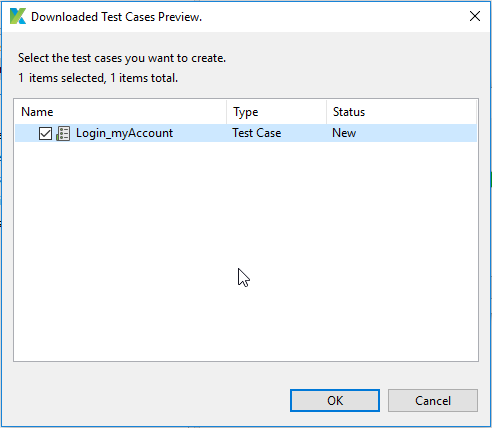 Downloaded Test Cases Preview.
Select the test cases you want to create.
1 items selected, 1 items total.
Name Type Status
Login_myAccount Test Case New
OK Cancel